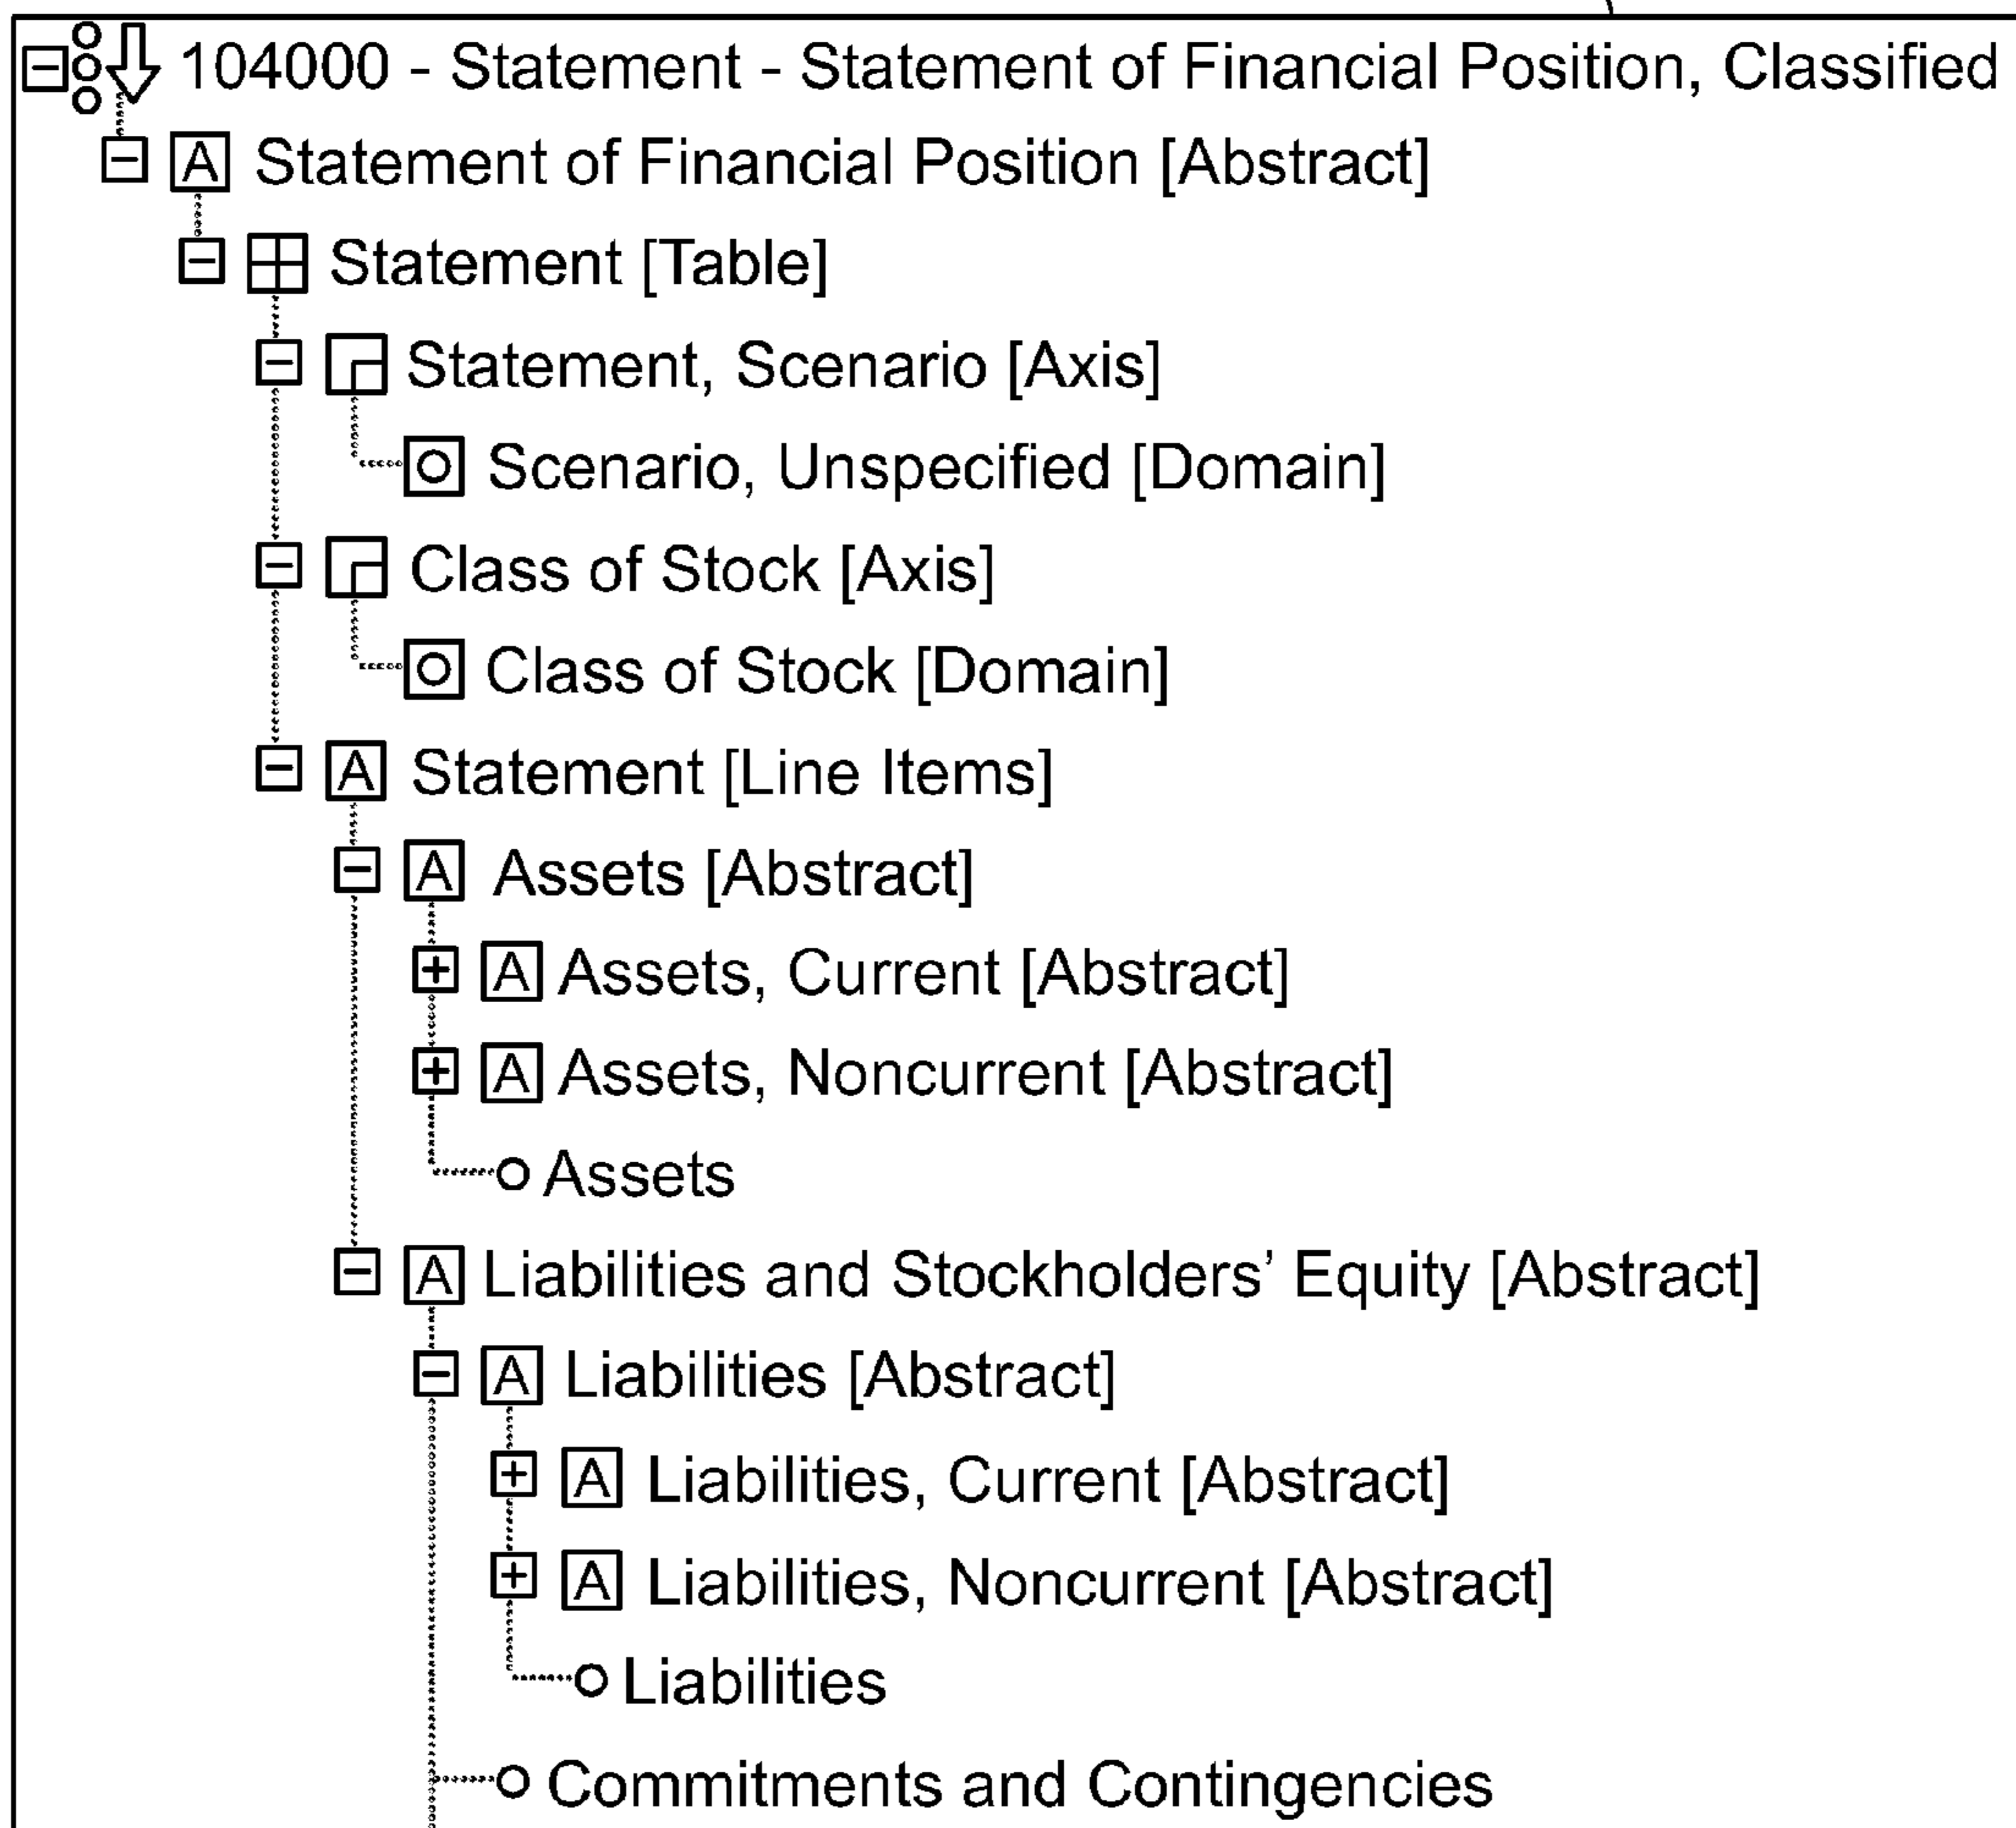 104000 - Statement - Statement of Financial Position, Classified
A Statement of Financial Position [Abstract]
Statement [Table]
Statement, Scenario [Axis]
Scenario, Unspecified [Domain]
Class of Stock [Axis]
Class of Stock [Domain]
A Statement [Line Items]
A Assets [Abstract]
A Assets, Current [Abstract]
A Assets, Noncurrent [Abstract]
Assets
A Liabilities and Stockholders’ Equity [Abstract]
A Liabilities [Abstract]
A Liabilities, Current [Abstract]
A Liabilities, Noncurrent [Abstract]
Liabilities
Commitments and Contingencies